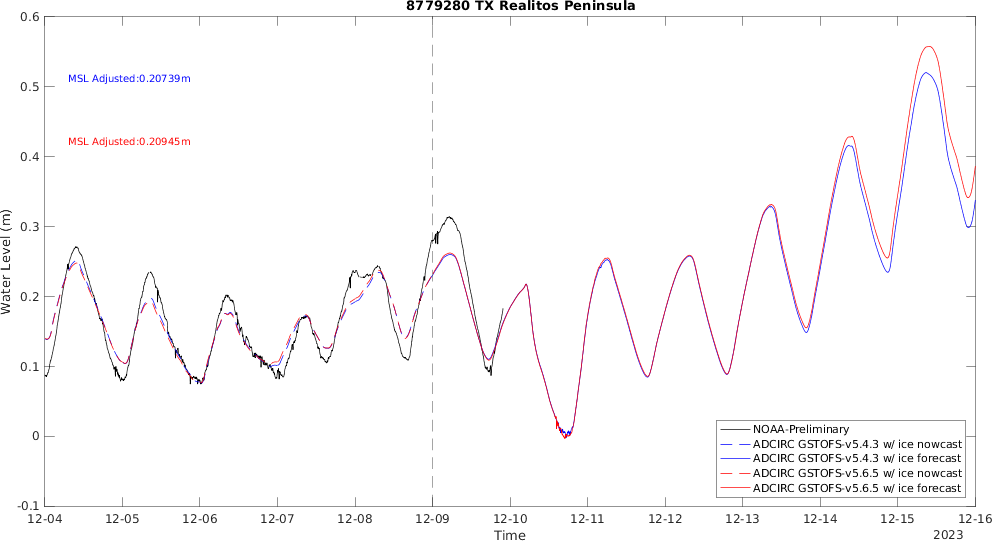 8779280 TX Realitos Peninsula
0.6
0.5
0.4
0.3
0.2
0.1
0
-0.1
Water Level (m)
MSL Adjusted:0.20739m
MSL Adjusted:0.20945m
NOAA-Preliminary
ADCIRC GSTOFS-v5.4.3 w/ ice nowcast
ADCIRC GSTOFS-v5.4.3 w/ ice forecast
ADCIRC GSTOFS-v5.6.5 w/ ice nowcast
ADCIRC GSTOFS-v5.6.5 w/ ice forecast
12-04 12-05 12-06 12-07 12-08 12-09 12-10 12-11 12-12 12-13 12-14 12-15 12-16
Time
2023